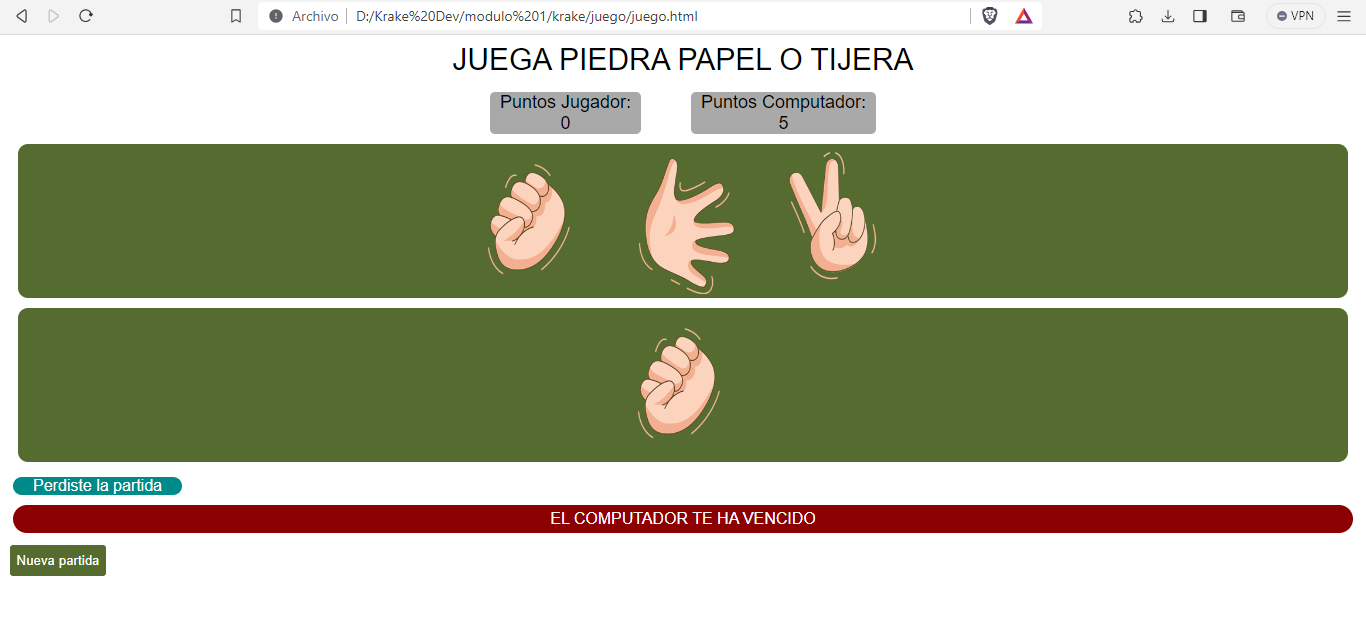 Archivo
D:/Krake%20Dev/modulo%201/krake/juego/juego.html
VPN
JUEGA PIEDRA PAPEL O TIJERA
Puntos Jugador:
0
Puntos Computador:
5
Perdiste la partida
EL COMPUTADOR TE HA VENCIDO
Nueva partida